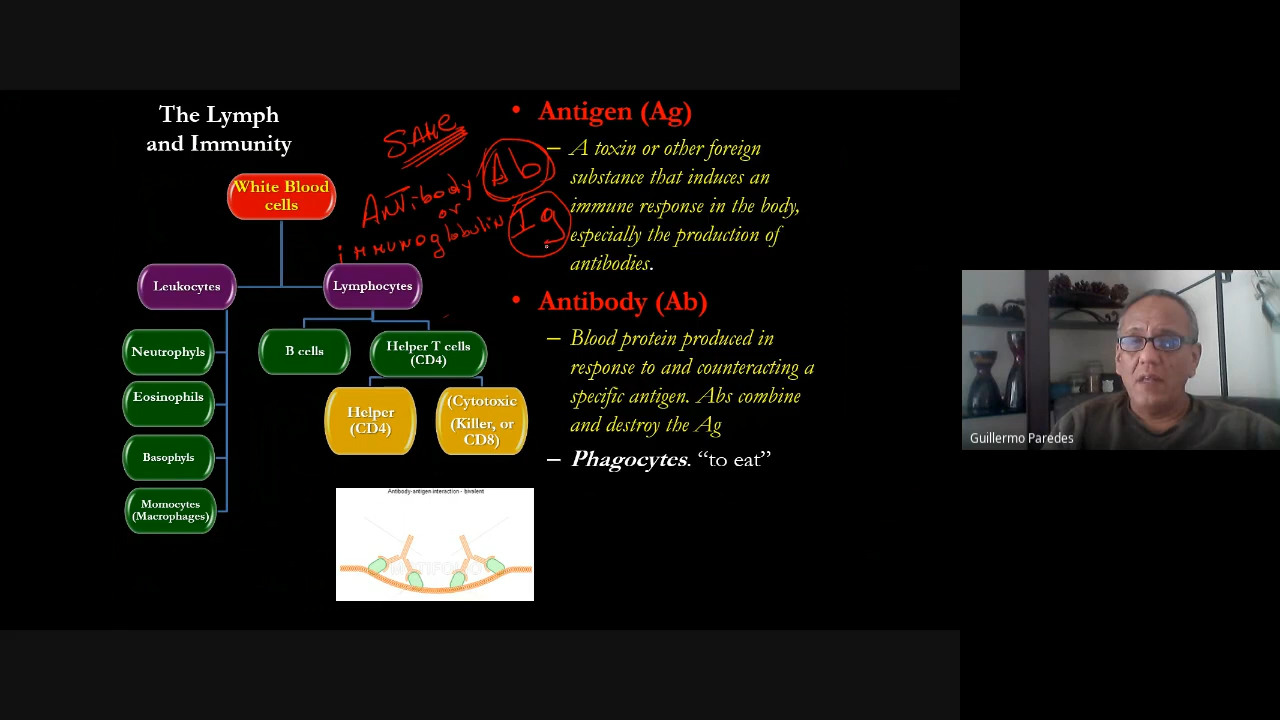 The Lymph
and Immunity
White Blood
cells
Leukocytes
Lymphocytes
Neutrophyls
Eosinophils
Basophyls
Momocytes
(Macrophages)
B cells
Helper T cells
(CD4)
Helper
(CD4)
(Cytotoxic
(Killer, or
CD8)
SAME
ANTibody Ab
or
immunoglobulin Ig
Antibody-antigen interaction - bivalent
• Antigen (Ag)
– A toxin or other foreign
substance that induces an
immune response in the body,
especially the production of
antibodies.
• Antibody (Ab)
– Blood protein produced in
response to and counteracting a
specific antigen. Abs combine
and destroy the Ag
– Phagocytes. “to eat”
Guillermo Paredes